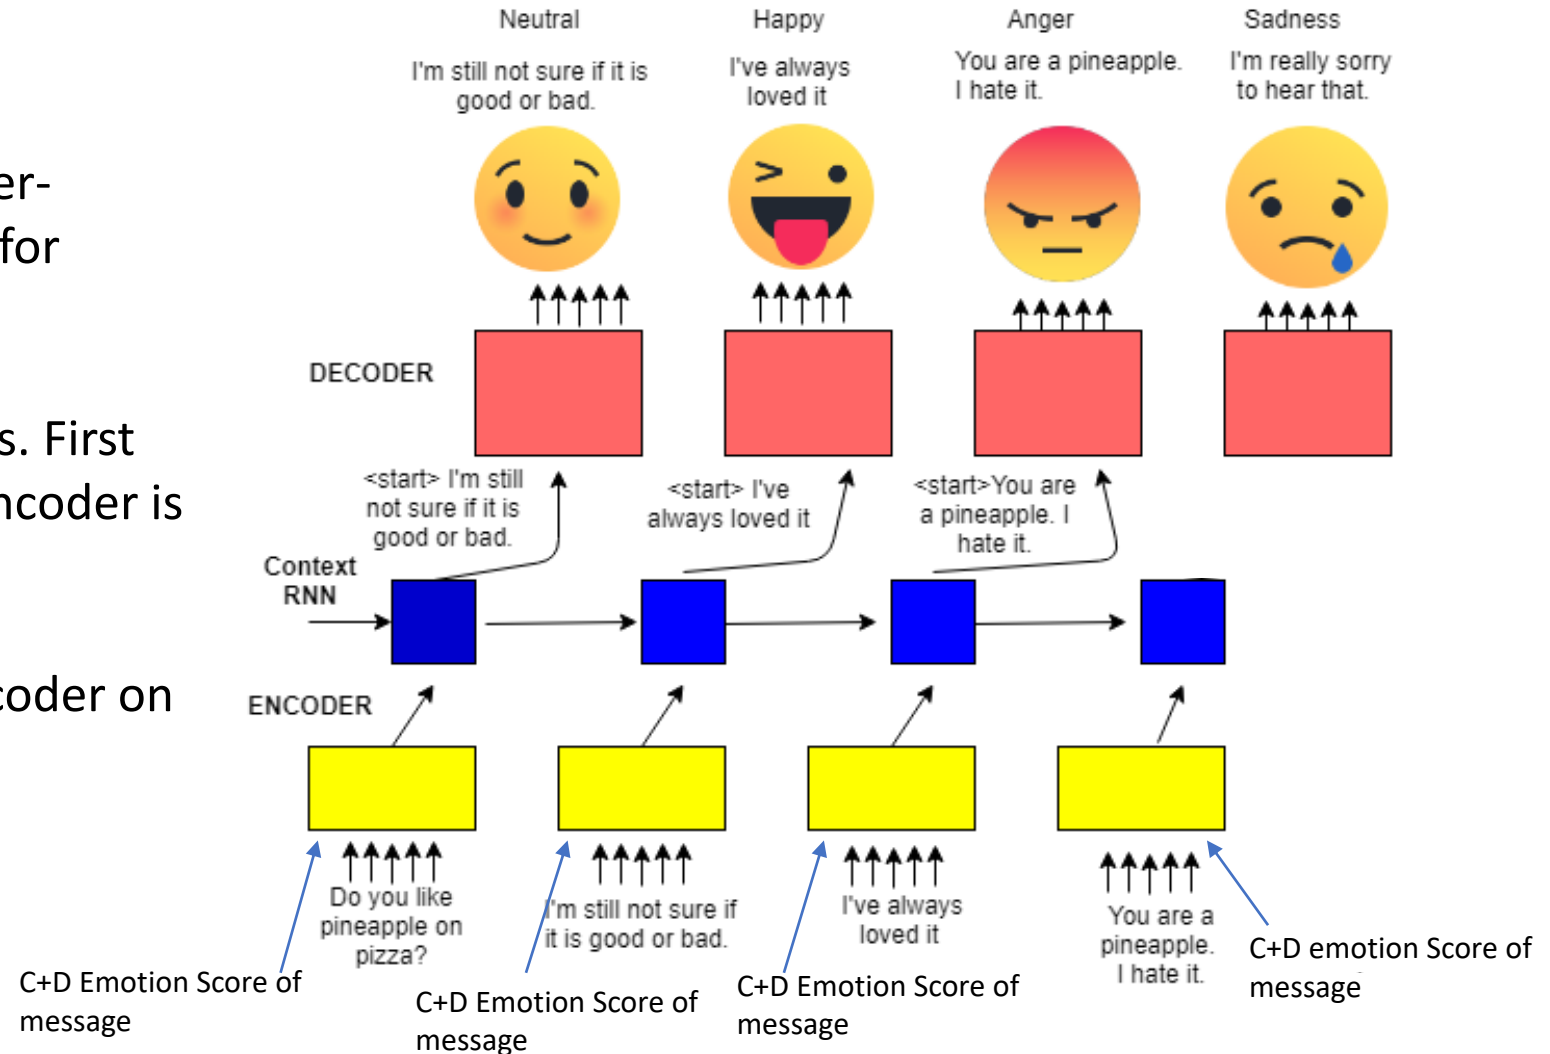 Neutral
Happy
Anger
Sadness
I'm still not sure if it is
good or bad.
I've always
loved it
You are a pineapple.
I hate it.
I'm really sorry
to hear that.
er-
for
DECODER
s. First
ncoder is
<start> I'm still
not sure if it is
good or bad.
<start> I've
always loved it
<start>You are
a pineapple. I
hate it.
Context
RNN
coder on
ENCODER
Do you like
pineapple on
pizza?
I'm still not sure if
it is good or bad.
I've always
loved it
You are a
pineapple.
I hate it.
C+D Emotion Score of
message
C+D Emotion Score of
message
C+D Emotion Score of
message
C+D emotion Score of
message